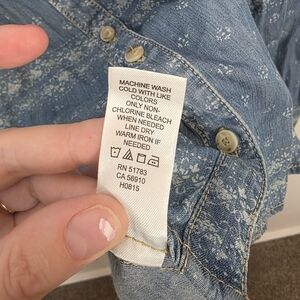 MACHINE WASH
COLD WITH LIKE
COLORS
ONLY NON-
CHLORINE BLEACH
WHEN NEEDED
LINE DRY
WARM IRON IF
NEEDED
RN 51783
CA 56910
H0815